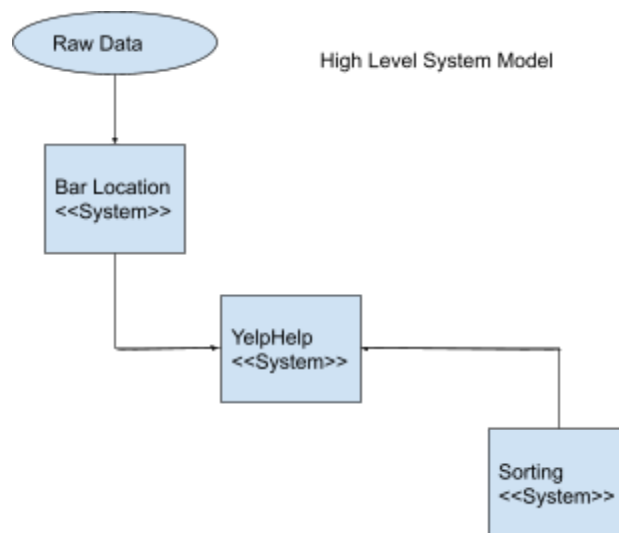 Raw Data
High Level System Model
Bar Location
<<System>>
YelpHelp
<<System>>
Sorting
<<System>>